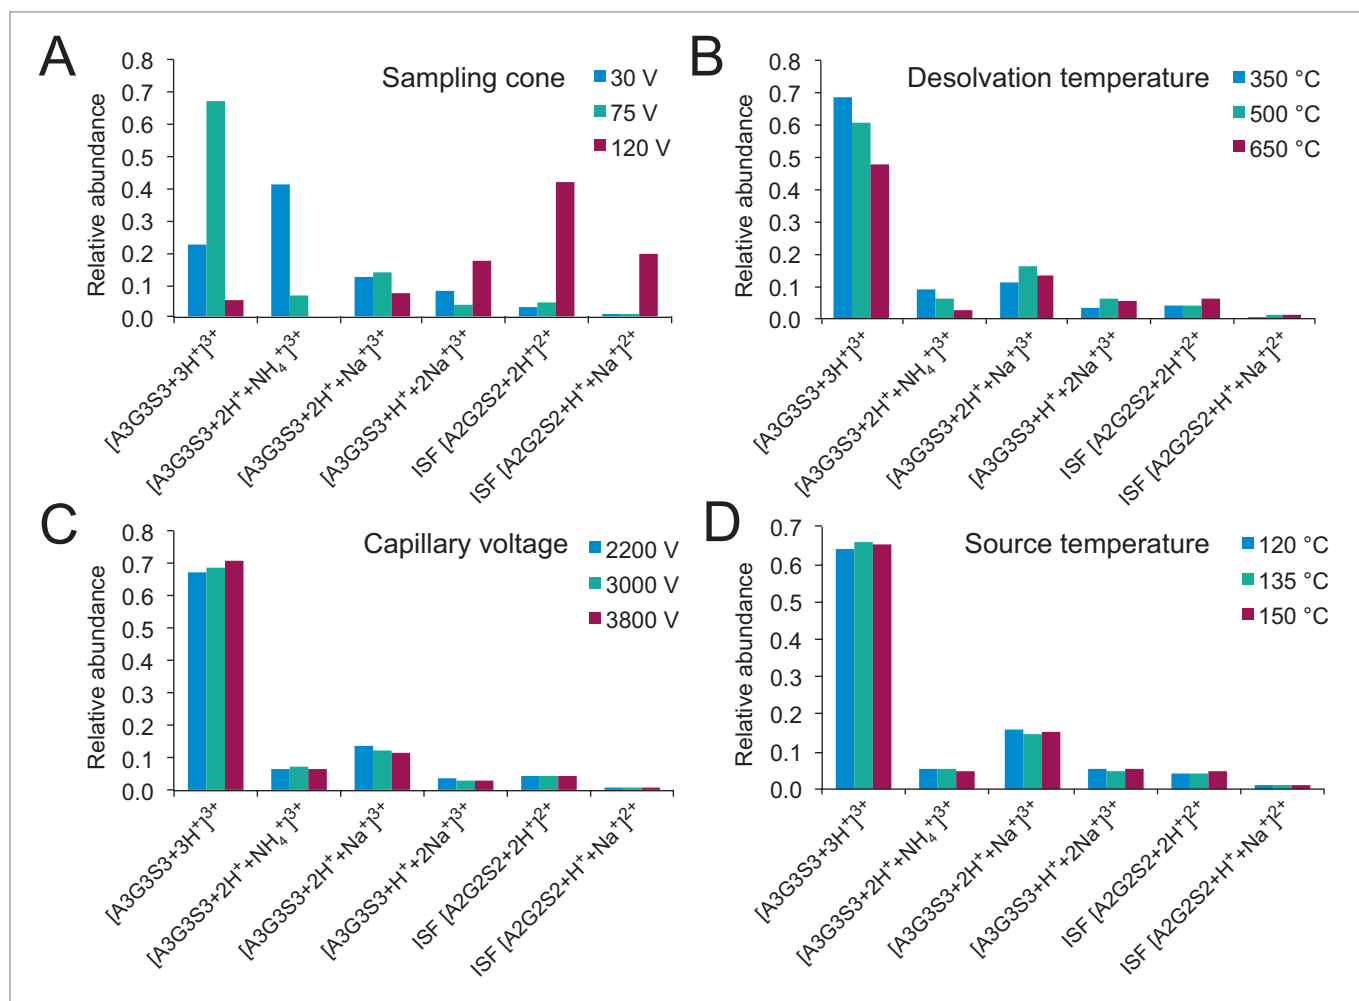 A
Sampling cone
30 V
75 V
120 V
Relative abundance
0.8
0.7
0.6
0.5
0.4
0.3
0.2
0.1
0.0
[A3G3S3+3H⁺]³⁺
[A3G3S3+2H⁺+NH₄⁺]³⁺
[A3G3S3+2H⁺+Na⁺]³⁺
[A3G3S3+H⁺+2Na⁺]³⁺
ISF [A2G2S2+2H⁺]²⁺
ISF [A2G2S2+H⁺+Na⁺]²⁺
B
Desolvation temperature
350 °C
500 °C
650 °C
Relative abundance
0.8
0.7
0.6
0.5
0.4
0.3
0.2
0.1
0.0
[A3G3S3+3H⁺]³⁺
[A3G3S3+2H⁺+NH₄⁺]³⁺
[A3G3S3+2H⁺+Na⁺]³⁺
[A3G3S3+H⁺+2Na⁺]³⁺
ISF [A2G2S2+2H⁺]²⁺
ISF [A2G2S2+H⁺+Na⁺]²⁺
C
Capillary voltage
2200 V
3000 V
3800 V
Relative abundance
0.8
0.7
0.6
0.5
0.4
0.3
0.2
0.1
0.0
[A3G3S3+3H⁺]³⁺
[A3G3S3+2H⁺+NH₄⁺]³⁺
[A3G3S3+2H⁺+Na⁺]³⁺
[A3G3S3+H⁺+2Na⁺]³⁺
ISF [A2G2S2+2H⁺]²⁺
ISF [A2G2S2+H⁺+Na⁺]²⁺
D
Source temperature
120 °C
135 °C
150 °C
Relative abundance
0.7
0.6
0.5
0.4
0.3
0.2
0.1
0.0
[A3G3S3+3H⁺]³⁺
[A3G3S3+2H⁺+NH₄⁺]³⁺
[A3G3S3+2H⁺+Na⁺]³⁺
[A3G3S3+H⁺+2Na⁺]³⁺
ISF [A2G2S2+2H⁺]²⁺
ISF [A2G2S2+H⁺+Na⁺]²⁺